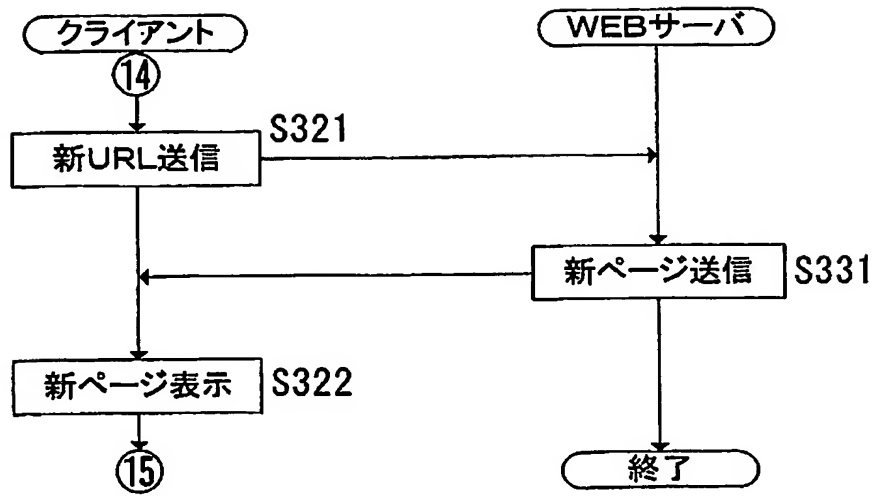 クライアント
WEBサーバ
⑭
S321
新URL送信
新ページ送信
S331
新ページ表示
S322
⑮
終了